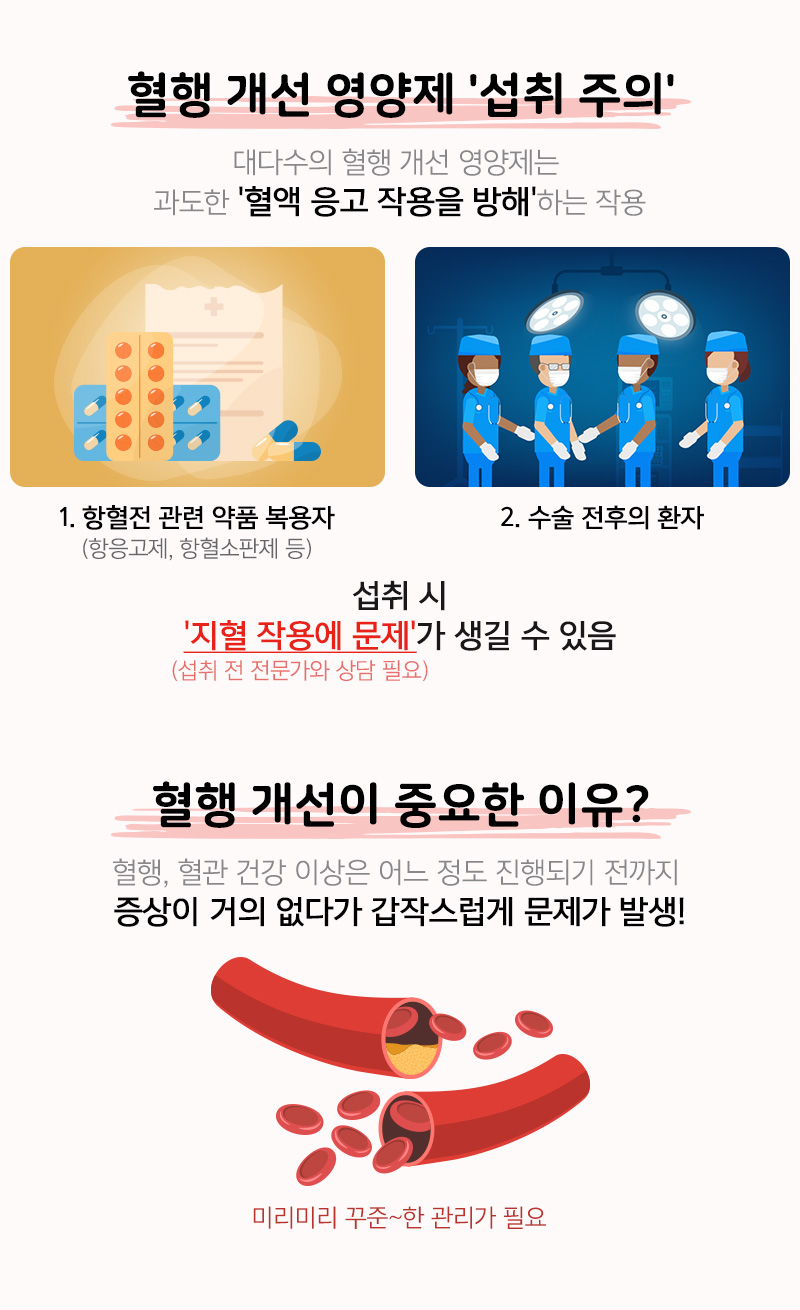 혈행 개선 영양제 '섭취 주의'
대다수의 혈행 개선 영양제는
과도한 '혈액 응고 작용을 방해'하는 작용
1. 항혈전 관련 약품 복용자
(항응고제, 항혈소판제 등)
2. 수술 전후의 환자
섭취 시
'지혈 작용에 문제'가 생길 수 있음
(섭취 전 전문가와 상담 필요)
혈행 개선이 중요한 이유?
혈행, 혈관 건강 이상은 어느 정도 진행되기 전까지
증상이 거의 없다가 갑작스럽게 문제가 발생!
미리미리 꾸준~한 관리가 필요